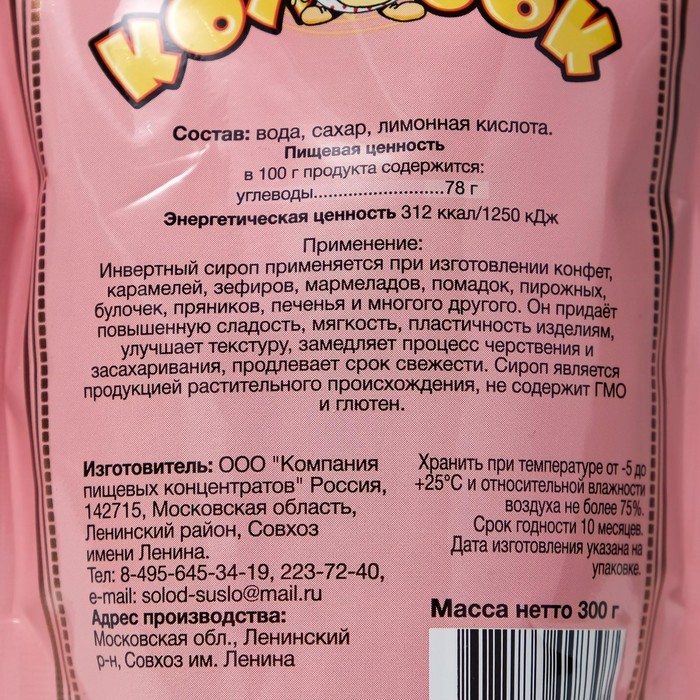 Состав: вода, сахар, лимонная кислота.
Пищевая ценность
в 100 г продукта содержится:
углеводы........................78 г
Энергетическая ценность 312 ккал/1250 кДж
Применение:
Инвертный сироп применяется при изготовлении конфет,
карамелей, зефиров, мармеладов, помадок, пирожных,
булочек, пряников, печенья и многого другого. Он придаёт
повышенную сладость, мягкость, пластичность изделиям,
улучшает текстуру, замедляет процесс черствения и
засахаривания, продлевает срок свежести. Сироп является
продукцией растительного происхождения, не содержит ГМО
и глютен.
Изготовитель: ООО "Компания
пищевых концентратов" Россия,
142715, Московская область,
Ленинский район, Совхоз
имени Ленина.
Тел: 8-495-645-34-19, 223-72-40,
e-mail: solod-suslo@mail.ru
Адрес производства:
Московская обл., Ленинский
р-н, Совхоз им. Ленина
Хранить при температуре от -5 до
+25°С и относительной влажности
воздуха не более 75%.
Срок годности 10 месяцев.
Дата изготовления указана на
упаковке.
Масса нетто 300 г